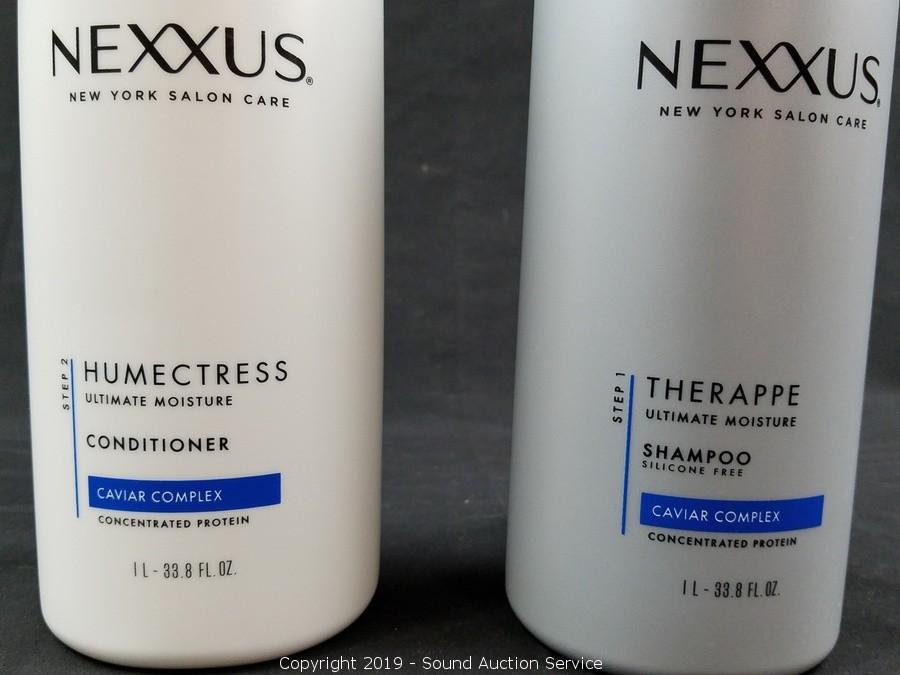 NEXXUS®
NEW YORK SALON CARE
STEP 2
HUMECTRESS
ULTIMATE MOISTURE
CONDITIONER
CAVIAR COMPLEX
CONCENTRATED PROTEIN
1 L - 33.8 FL. OZ.
NEXXUS®
NEW YORK SALON CARE
STEP 1
THERAPPE
ULTIMATE MOISTURE
SHAMPOO
SILICONE FREE
CAVIAR COMPLEX
CONCENTRATED PROTEIN
1 L - 33.8 FL. OZ.
Copyright 2019 - Sound Auction Service